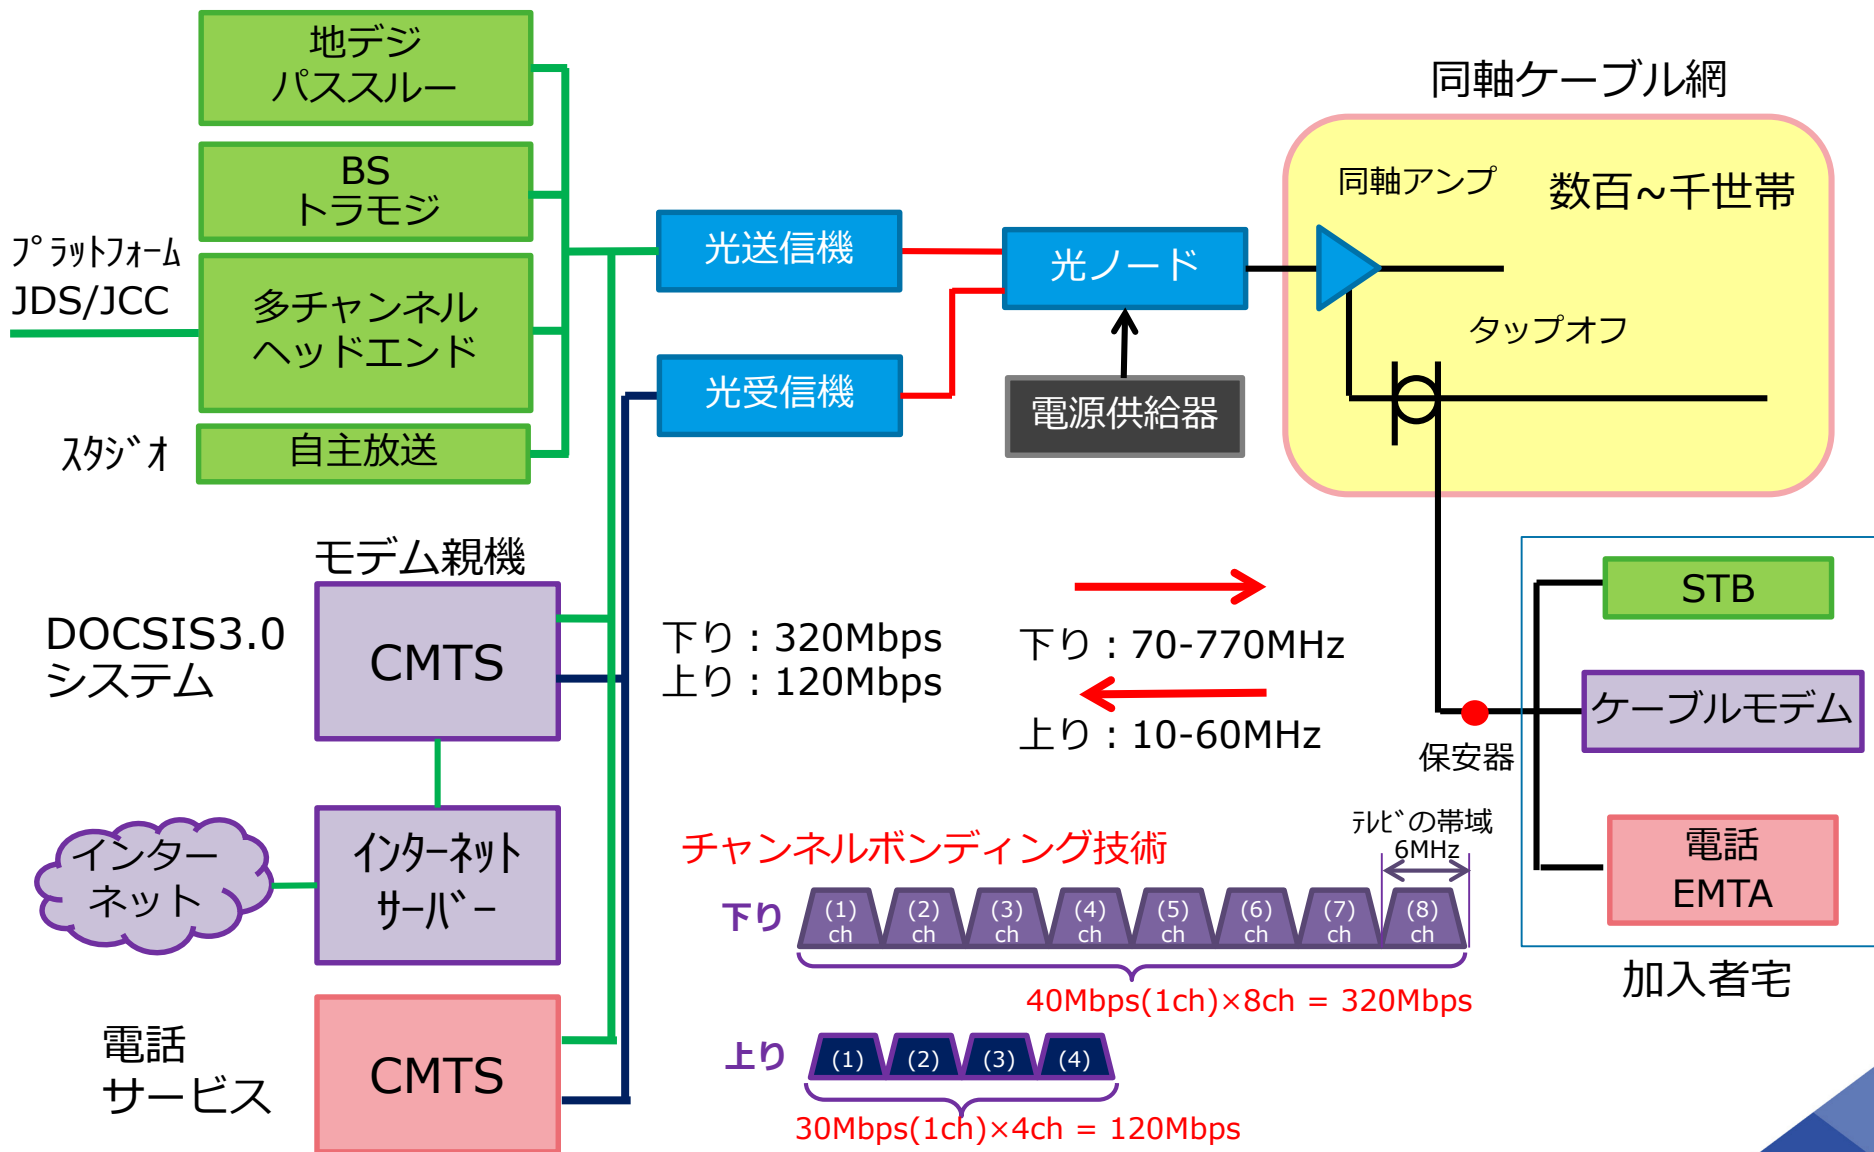 地デジ
パススルー
BS
トラモジ
プラットフォーム
JDS/JCC
多チャンネル
ヘッドエンド
スタジオ
自主放送
光送信機
光受信機
光ノード
電源供給器
同軸ケーブル網
同軸アンプ
数百~千世帯
タップオフ
モデム親機
DOCSIS3.0
システム
CMTS
下り：320Mbps
上り：120Mbps
下り：70-770MHz
上り：10-60MHz
STB
ケーブルモデム
保安器
電話
EMTA
加入者宅
インター
ネット
インターネット
サーバー
チャンネルボンディング技術
テレビの帯域
6MHz
下り
(1)
ch
(2)
ch
(3)
ch
(4)
ch
(5)
ch
(6)
ch
(7)
ch
(8)
ch
40Mbps(1ch)×8ch = 320Mbps
電話
サービス
CMTS
上り
(1)
(2)
(3)
(4)
30Mbps(1ch)×4ch = 120Mbps